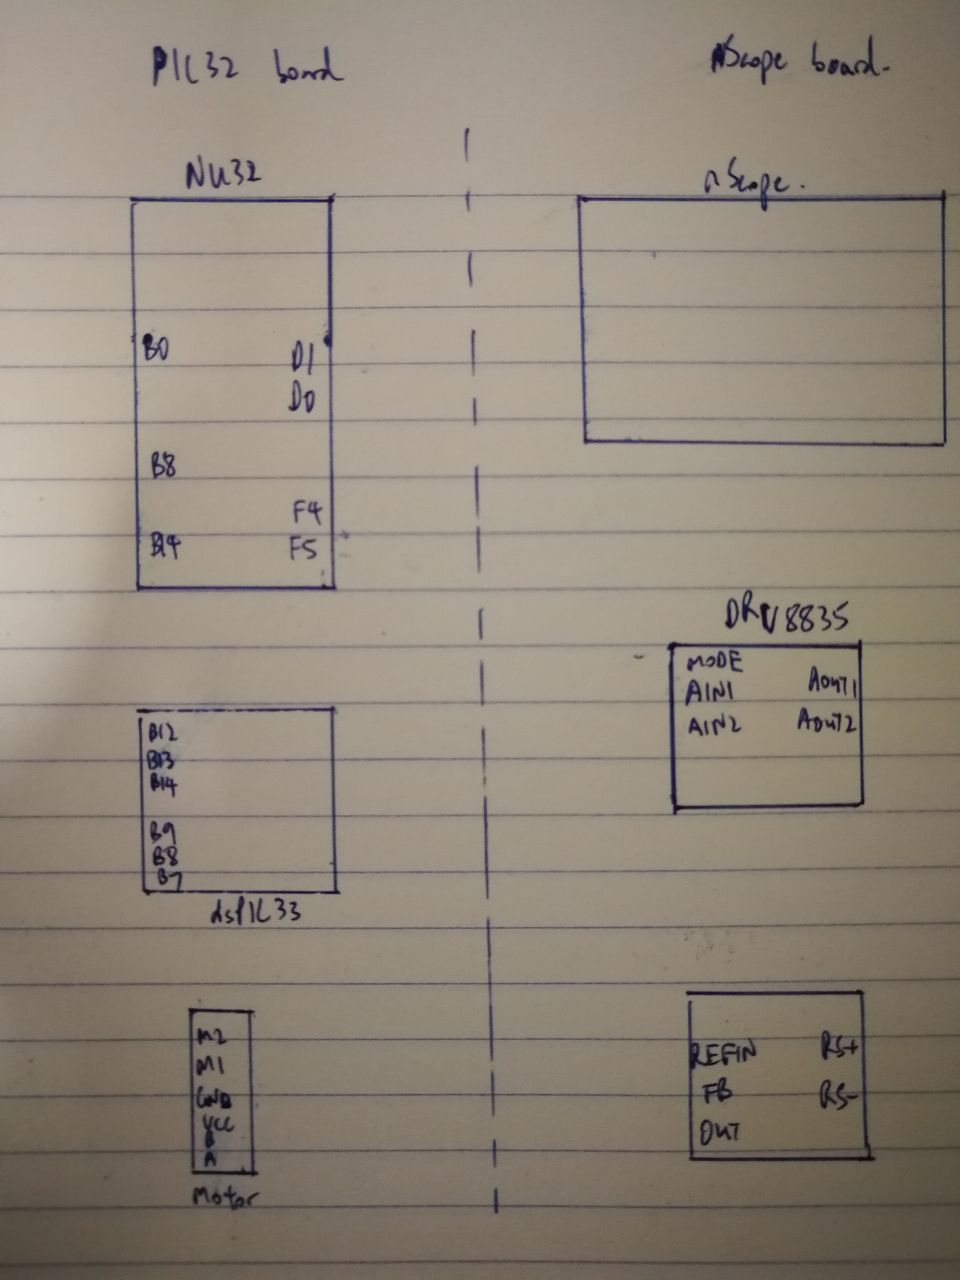 PIC32 board
nScope board.
NU32
nScope.
B0
D1
D0
B8
F4
B14
F5
DRV8835
MODE
AIN1
AOUT1
AIN2
AOUT2
B12
B13
B14
B9
B8
B7
dsPIC33
M2
M1
GND
VCC
B
A
Motor
REFIN
RS+
FB
RS-
OUT